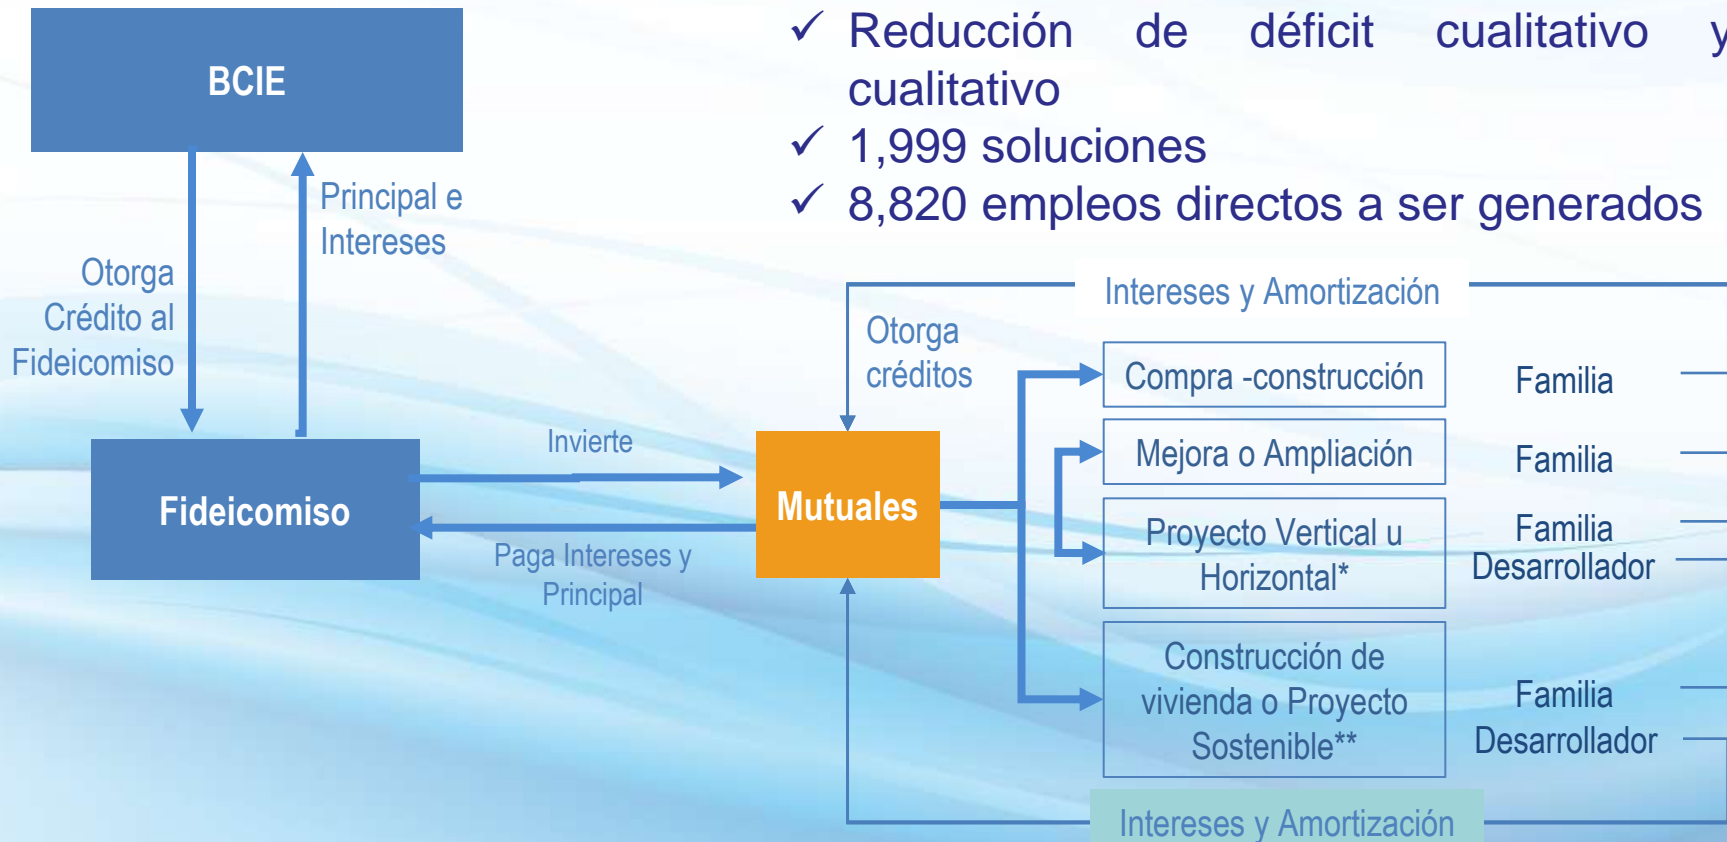 BCIE
Principal e
Intereses
Otorga
Crédito al
Fideicomiso
Fideicomiso
Invierte
Paga Intereses y
Principal
Mutuales
✓ Reducción de déficit cualitativo y
cualitativo
✓ 1,999 soluciones
✓ 8,820 empleos directos a ser generados
Intereses y Amortización
Otorga
créditos
Compra -construcción
Familia
Mejora o Ampliación
Familia
Proyecto Vertical u
Horizontal*
Familia
Desarrollador
Construcción de
vivienda o Proyecto
Sostenible**
Familia
Desarrollador
Intereses y Amortización